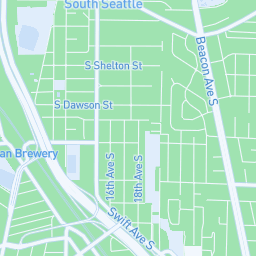 South Seattle
S Shelton St
Beacon Ave S
S Dawson St
an Brewery
16th Ave S
18th Ave S
Swift Ave S